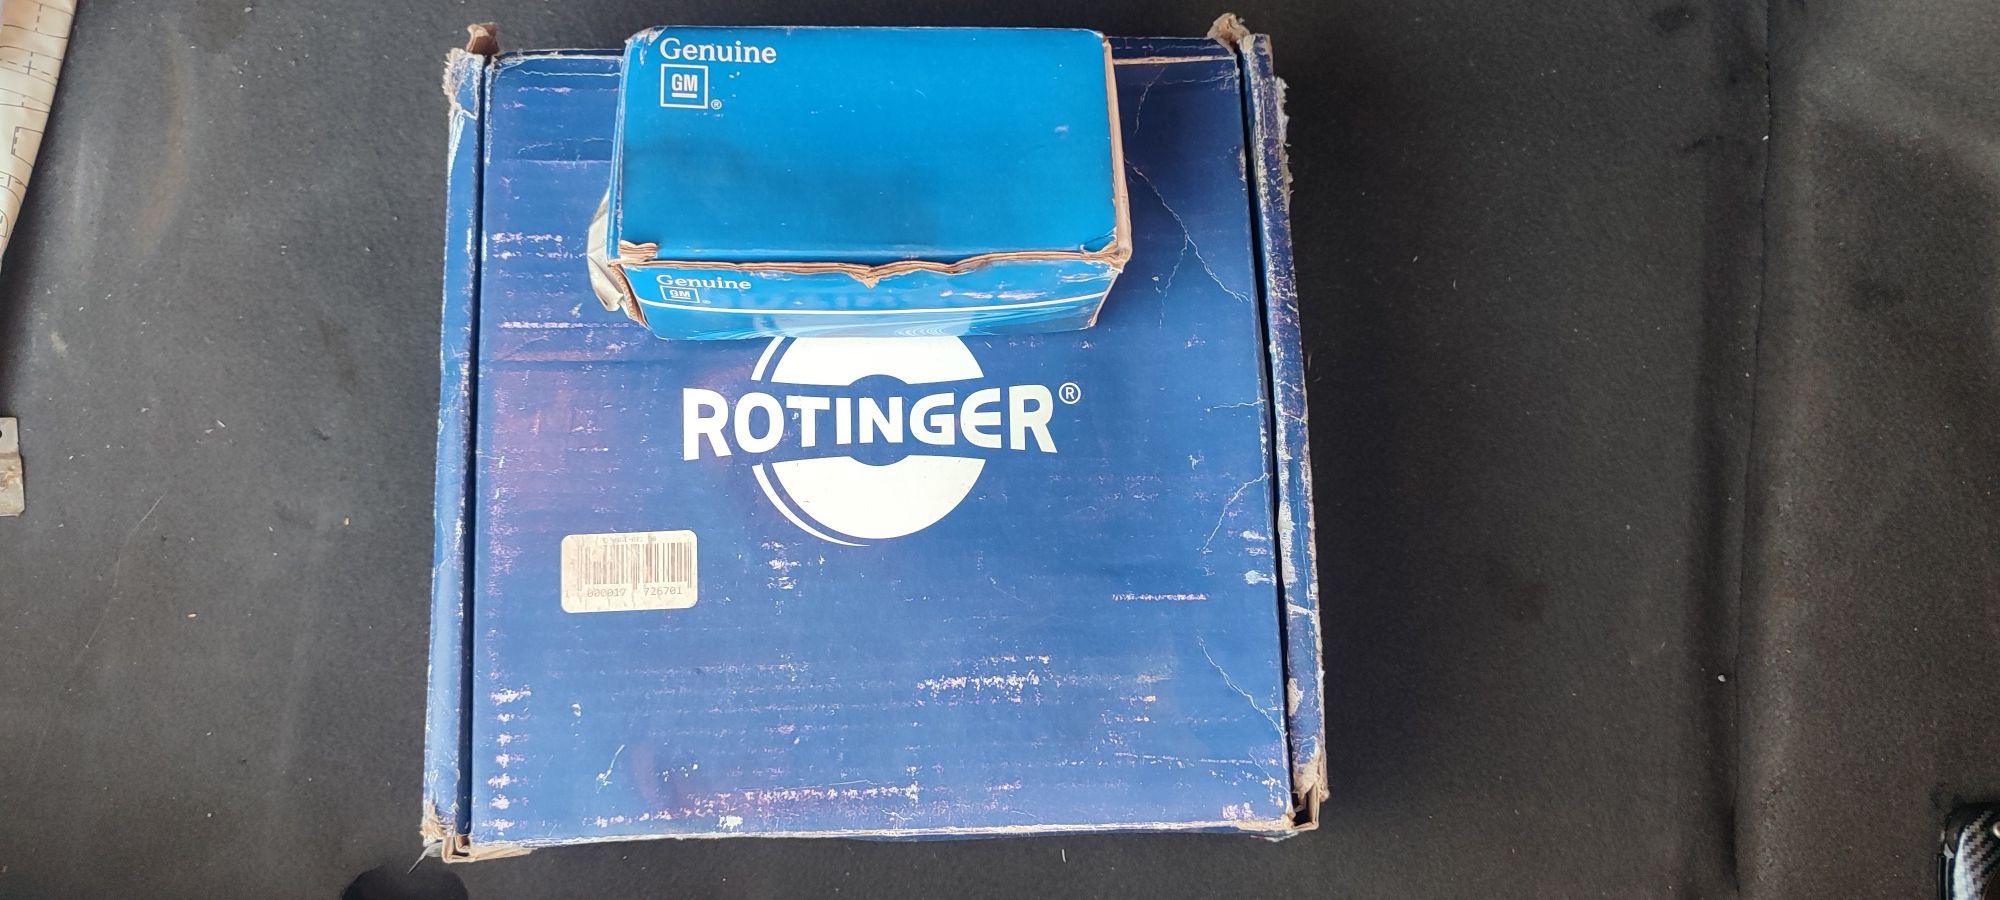 Genuine
GM
®
Genuine
GM
®
ROTINGER®
000017 726701